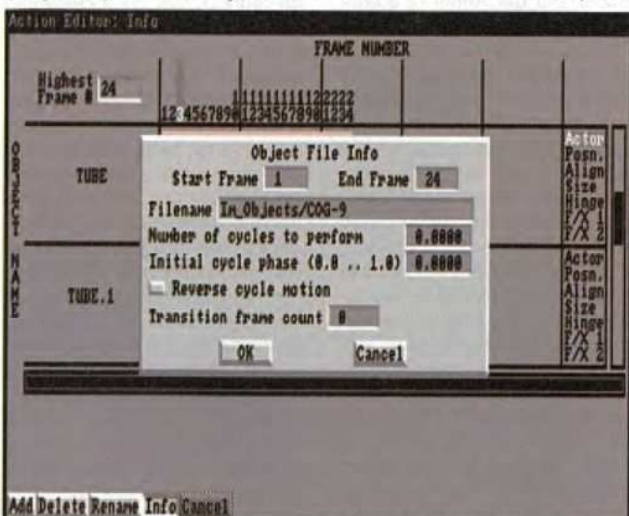 Action Editor: Info
FRAME NUMBER
Highest
Frame # 24
11111111122222
123456789012345678901234
OBJECT NAME
TUBE
Actor
Posn.
Align
Size
Hinge
F/X 1
F/X 2
TUBE.1
Actor
Posn.
Align
Size
Hinge
F/X 1
F/X 2
Object File Info
Start Frame 1 End Frame 24
Filename Im_Objects/COG-9
Number of cycles to perform 0.0000
Initial cycle phase (0.0 .. 1.0) 0.0000
Reverse cycle motion
Transition frame count 0
OK Cancel
Add Delete Rename Info Cancel